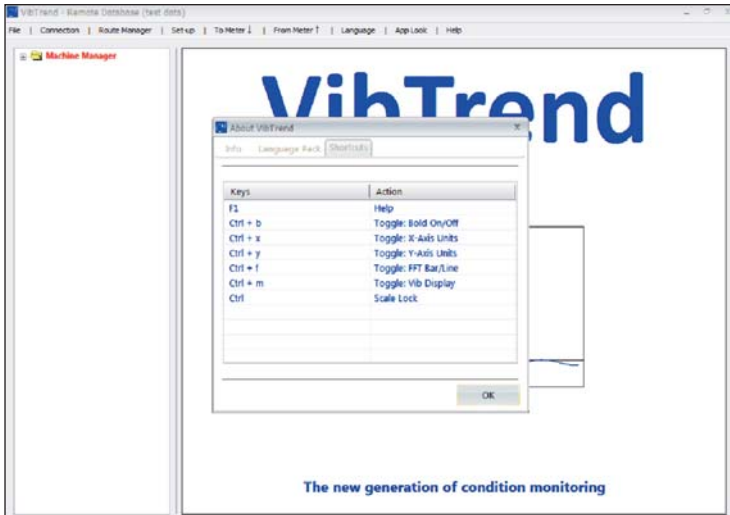 VibTrend - Remote Database (test data)
File | Connection | Route Manager | Set-up | To Meter ↓ | From Meter ↑ | Language | App Look | Help
Machine Manager
VibTrend
About VibTrend
Info Language Pack Shortcuts
Keys Action
F1 Help
Ctrl + b Toggle: Bold On/Off
Ctrl + x Toggle: X-Axis Units
Ctrl + y Toggle: Y-Axis Units
Ctrl + f Toggle: FFT Bar/Line
Ctrl + m Toggle: Vib Display
Ctrl Scale Lock
OK
The new generation of condition monitoring